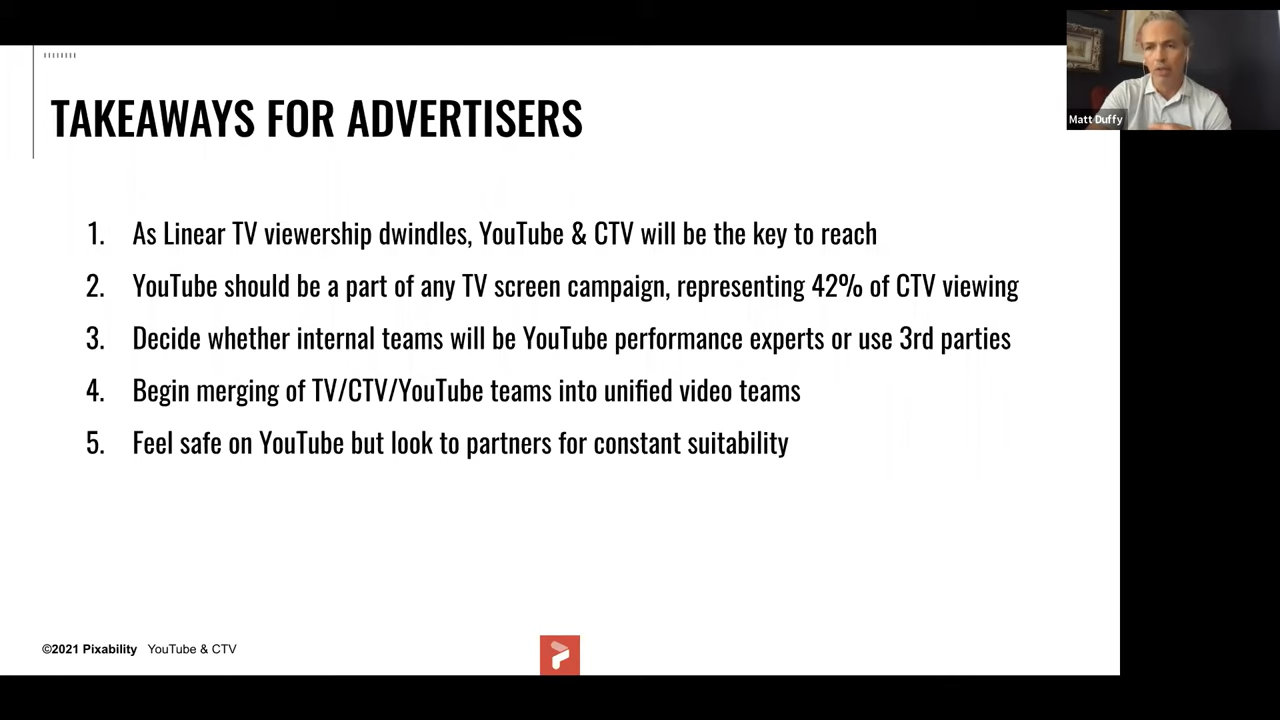 TAKEAWAYS FOR ADVERTISERS
Matt Duffy
1. As Linear TV viewership dwindles, YouTube & CTV will be the key to reach
2. YouTube should be a part of any TV screen campaign, representing 42% of CTV viewing
3. Decide whether internal teams will be YouTube performance experts or use 3rd parties
4. Begin merging of TV/CTV/YouTube teams into unified video teams
5. Feel safe on YouTube but look to partners for constant suitability
©2021 Pixability YouTube & CTV